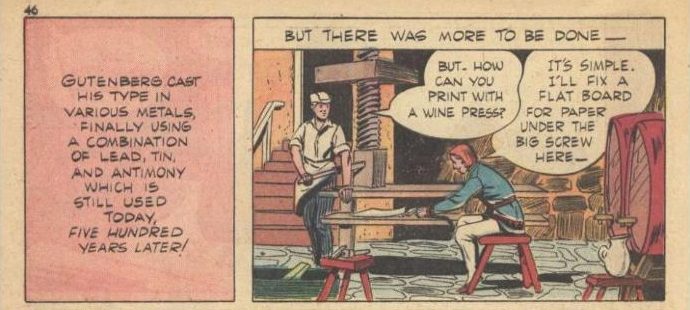 46
GUTENBERG CAST
HIS TYPE IN
VARIOUS METALS,
FINALLY USING
A COMBINATION
OF LEAD, TIN,
AND ANTIMONY
WHICH IS
STILL USED
TODAY,
FIVE HUNDRED
YEARS LATER!
BUT THERE WAS MORE TO BE DONE—
BUT- HOW
CAN YOU
PRINT WITH
A WINE PRESS?
IT'S SIMPLE.
I'LL FIX A
FLAT BOARD
FOR PAPER
UNDER THE
BIG SCREW
HERE—